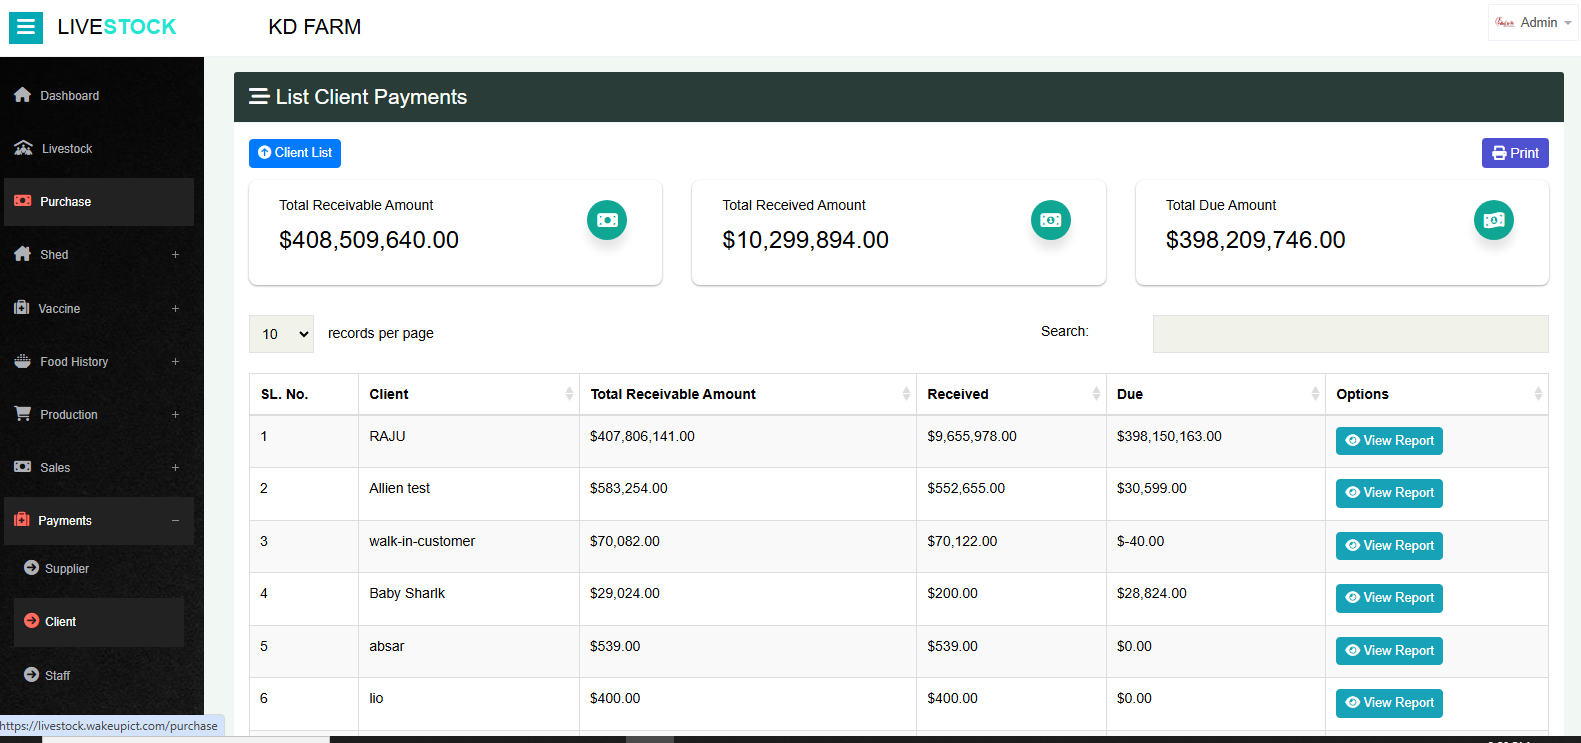 LIVESTOCK KD FARM Admin
Dashboard
Livestock
Purchase
Shed +
Vaccine +
Food History +
Production +
Sales +
Payments −
Supplier
Client
Staff
https://livestock.wakeupict.com/purchase
List Client Payments
Client List Print
Total Receivable Amount
$408,509,640.00
Total Received Amount
$10,299,894.00
Total Due Amount
$398,209,746.00
10 records per page Search:
SL. No. Client Total Receivable Amount Received Due Options
1 RAJU $407,806,141.00 $9,655,978.00 $398,150,163.00 View Report
2 Allien test $583,254.00 $552,655.00 $30,599.00 View Report
3 walk-in-customer $70,082.00 $70,122.00 $-40.00 View Report
4 Baby Sharlk $29,024.00 $200.00 $28,824.00 View Report
5 absar $539.00 $539.00 $0.00 View Report
6 lio $400.00 $400.00 $0.00 View Report